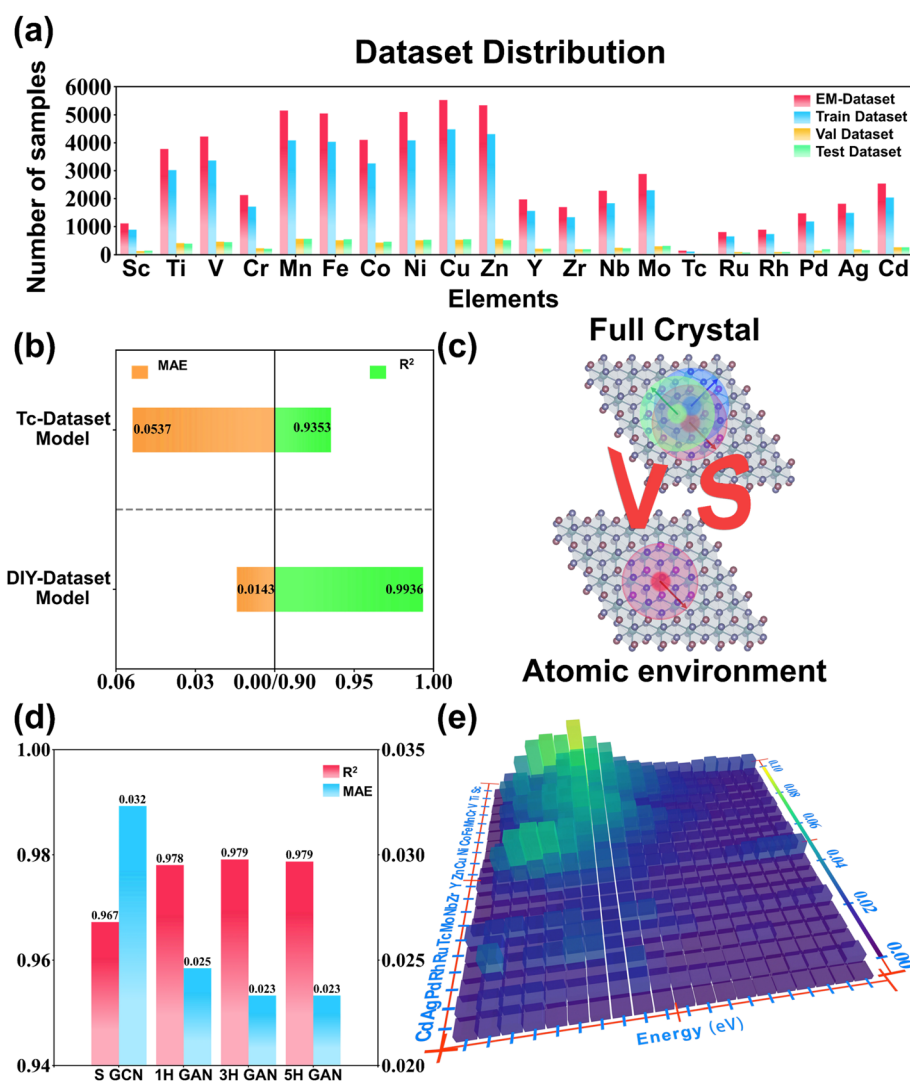 (a)
Dataset Distribution
Number of samples
6000
5000
4000
3000
2000
1000
0
EM-Dataset
Train Dataset
Val Dataset
Test Dataset
Sc Ti V Cr Mn Fe Co Ni Cu Zn Y Zr Nb Mo Tc Ru Rh Pd Ag Cd
Elements
(b)
MAE
R²
Tc-Dataset
Model
0.0537
0.9353
DIY-Dataset
Model
0.0143
0.9936
0.06 0.03 0.00/0.90 0.95 1.00
Full Crystal
(c)
VS
Atomic environment
(d)
1.00
0.98
0.96
0.94
0.035
0.030
0.025
0.020
R²
MAE
0.967
0.032
0.978
0.025
0.979
0.023
0.979
0.023
S GCN 1H GAN 3H GAN 5H GAN
(e)
Cd Ag Pd Rh Ru Tc Mo Nb Zr Y Zn Cu Ni Co Fe Mn Cr V Ti Sc
Energy (eV)
0.10
0.08
0.06
0.04
0.02
0.00